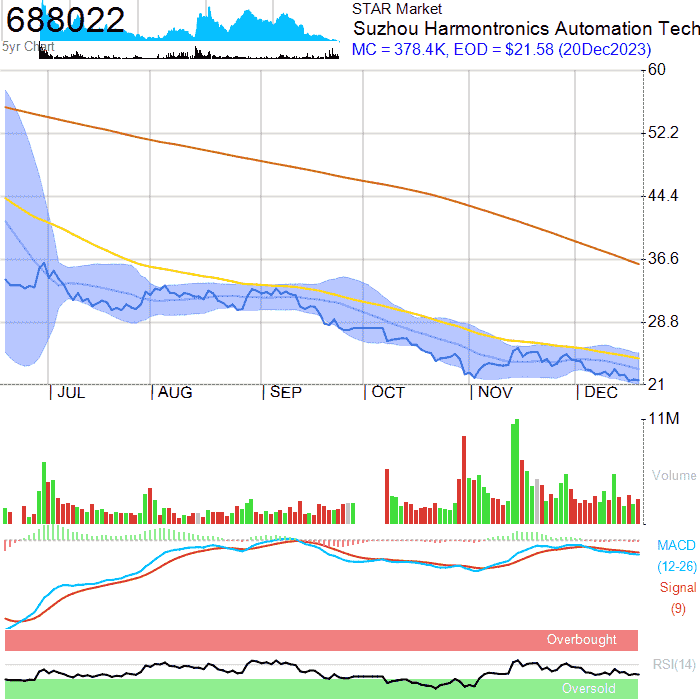 688022
STAR Market
Suzhou Harmontronics Automation Tech
5yr Chart
MC = 378.4K, EOD = $21.58 (20Dec2023)
60
52.2
44.4
36.6
28.8
21
JUL
AUG
SEP
OCT
NOV
DEC
11M
Volume
MACD
(12-26)
Signal
(9)
Overbought
RSI(14)
Oversold